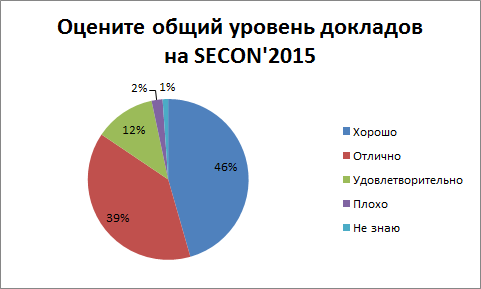 Оцените общий уровень докладов
на SECON'2015
2%
1%
12%
46%
39%
Хорошо
Отлично
Удовлетворительно
Плохо
Не знаю